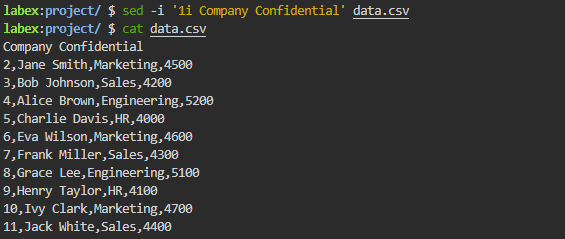 labex:project/ $ sed -i '1i Company Confidential' data.csv
labex:project/ $ cat data.csv
Company Confidential
2,Jane Smith,Marketing,4500
3,Bob Johnson,Sales,4200
4,Alice Brown,Engineering,5200
5,Charlie Davis,HR,4000
6,Eva Wilson,Marketing,4600
7,Frank Miller,Sales,4300
8,Grace Lee,Engineering,5100
9,Henry Taylor,HR,4100
10,Ivy Clark,Marketing,4700
11,Jack White,Sales,4400